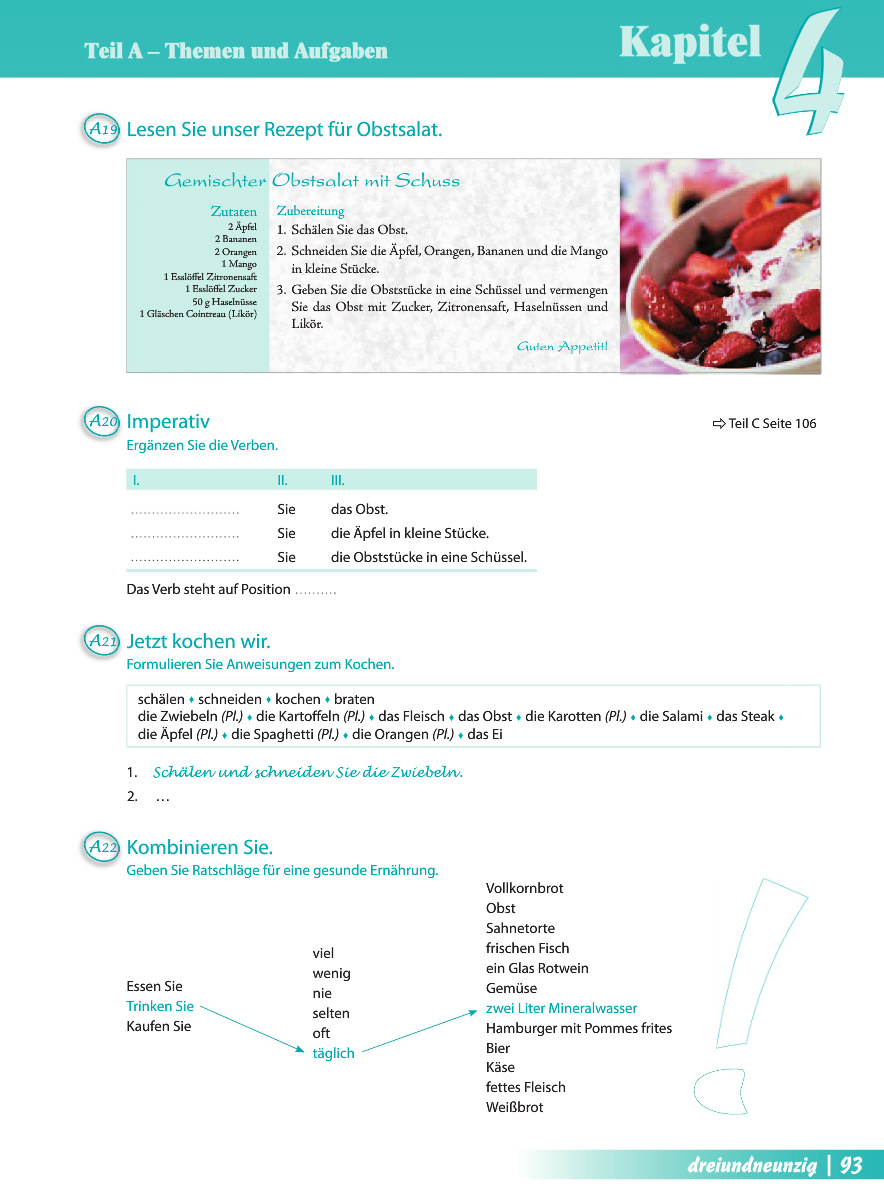 Teil A – Themen und Aufgaben
Kapitel 4
A19 Lesen Sie unser Rezept für Obstsalat.
Gemischter Obstsalat mit Schuss
Zutaten
2 Äpfel
2 Bananen
2 Orangen
1 Mango
1 Esslöffel Zitronensaft
1 Esslöffel Zucker
50 g Haselnüsse
1 Gläschen Cointreau (Likör)
Zubereitung
1. Schälen Sie das Obst.
2. Schneiden Sie die Äpfel, Orangen, Bananen und die Mango
in kleine Stücke.
3. Geben Sie die Obststücke in eine Schüssel und vermengen
Sie das Obst mit Zucker, Zitronensaft, Haselnüssen und
Likör.
Guten Appetit!
A20 Imperativ
⇨ Teil C Seite 106
Ergänzen Sie die Verben.
I. II. III.
.......................... Sie das Obst.
.......................... Sie die Äpfel in kleine Stücke.
.......................... Sie die Obststücke in eine Schüssel.
Das Verb steht auf Position ..........
A21 Jetzt kochen wir.
Formulieren Sie Anweisungen zum Kochen.
schälen ♦ schneiden ♦ kochen ♦ braten
die Zwiebeln (Pl.) ♦ die Kartoffeln (Pl.) ♦ das Fleisch ♦ das Obst ♦ die Karotten (Pl.) ♦ die Salami ♦ das Steak ♦
die Äpfel (Pl.) ♦ die Spaghetti (Pl.) ♦ die Orangen (Pl.) ♦ das Ei
1. Schälen und schneiden Sie die Zwiebeln.
2. …
A22 Kombinieren Sie.
Geben Sie Ratschläge für eine gesunde Ernährung.
Essen Sie
Trinken Sie
Kaufen Sie
viel
wenig
nie
selten
oft
täglich
Vollkornbrot
Obst
Sahnetorte
frischen Fisch
ein Glas Rotwein
Gemüse
zwei Liter Mineralwasser
Hamburger mit Pommes frites
Bier
Käse
fettes Fleisch
Weißbrot
!
dreiundneunzig | 93